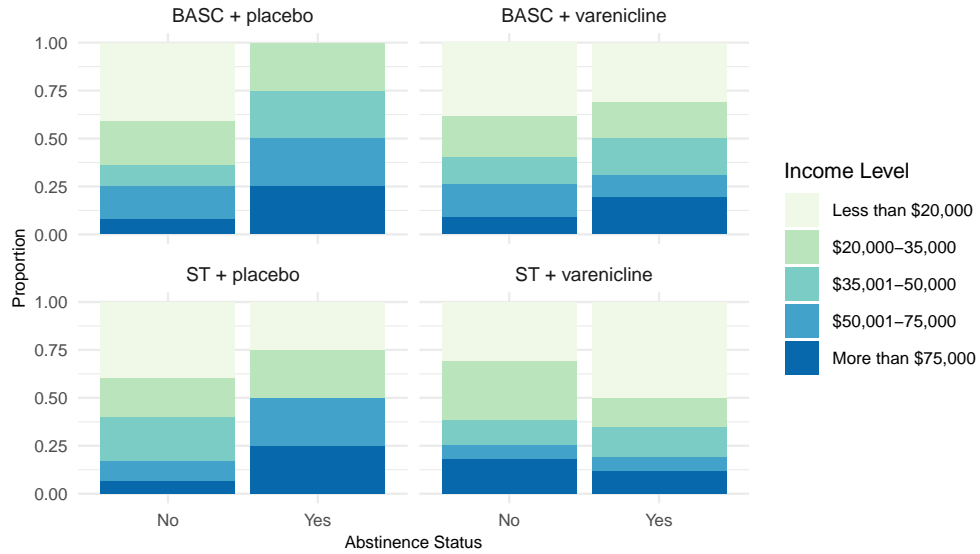 BASC + placebo
BASC + varenicline
1.00
0.75
0.50
0.25
0.00
ST + placebo
ST + varenicline
1.00
0.75
0.50
0.25
0.00
No
Yes
No
Yes
Abstinence Status
Proportion
Income Level
Less than $20,000
$20,000−35,000
$35,001−50,000
$50,001−75,000
More than $75,000